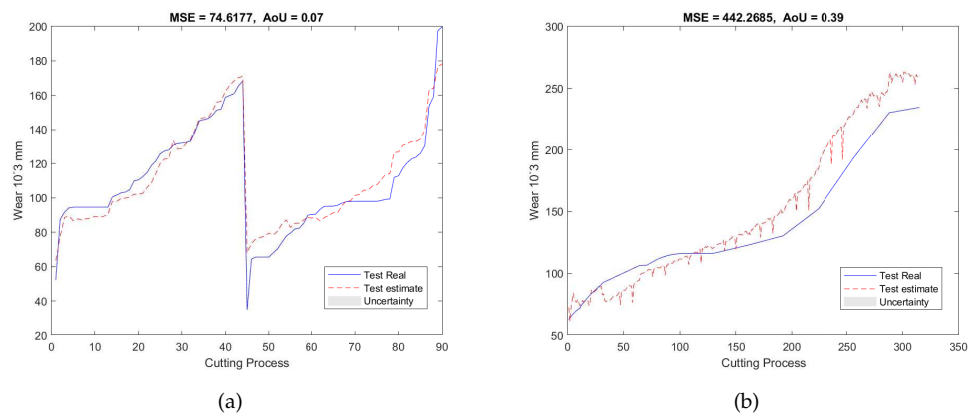 MSE = 74.6177, AoU = 0.07
200
180
160
140
120
100
80
60
40
20
Wear 10^3 mm
0 10 20 30 40 50 60 70 80 90
Cutting Process
Test Real
Test estimate
Uncertainty
(a)
MSE = 442.2685, AoU = 0.39
300
250
200
150
100
50
Wear 10^3 mm
0 50 100 150 200 250 300 350
Cutting Process
Test Real
Test estimate
Uncertainty
(b)